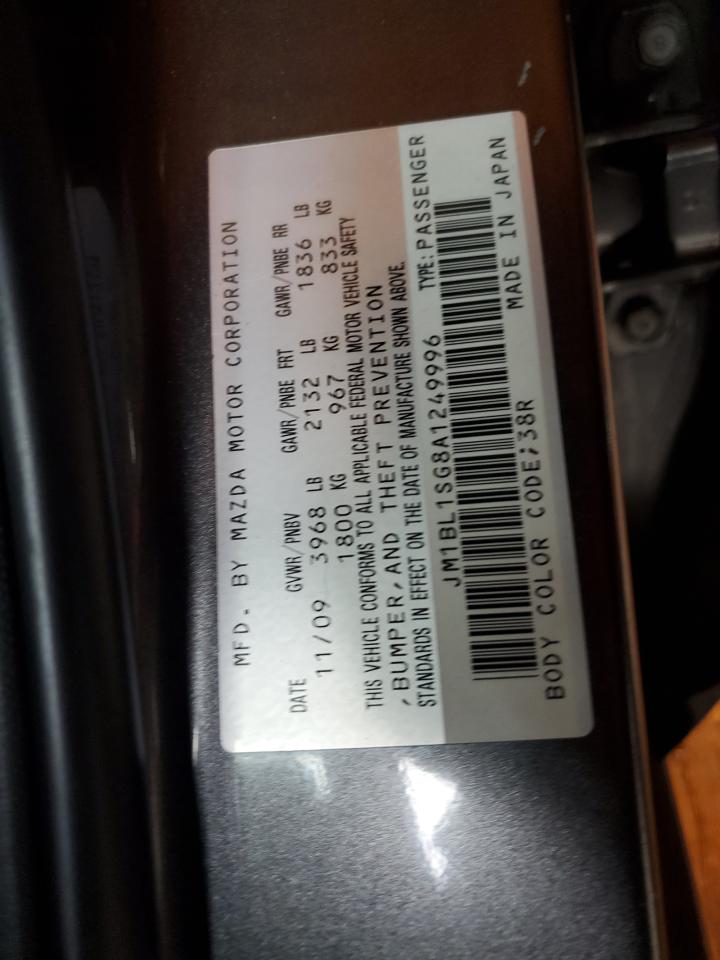 MFD. BY MAZDA MOTOR CORPORATION
DATE GVWR/PNBV GAWR/PNBE FRT GAWR/PNBE RR
11/09 3968 LB 2132 LB 1836 LB
1800 KG 967 KG 833 KG
THIS VEHICLE CONFORMS TO ALL APPLICABLE FEDERAL MOTOR VEHICLE SAFETY
,BUMPER,AND THEFT PREVENTION
STANDARDS IN EFFECT ON THE DATE OF MANUFACTURE SHOWN ABOVE.
JM1BL1SG8A1249996 TYPE:PASSENGER
BODY COLOR CODE;38R MADE IN JAPAN